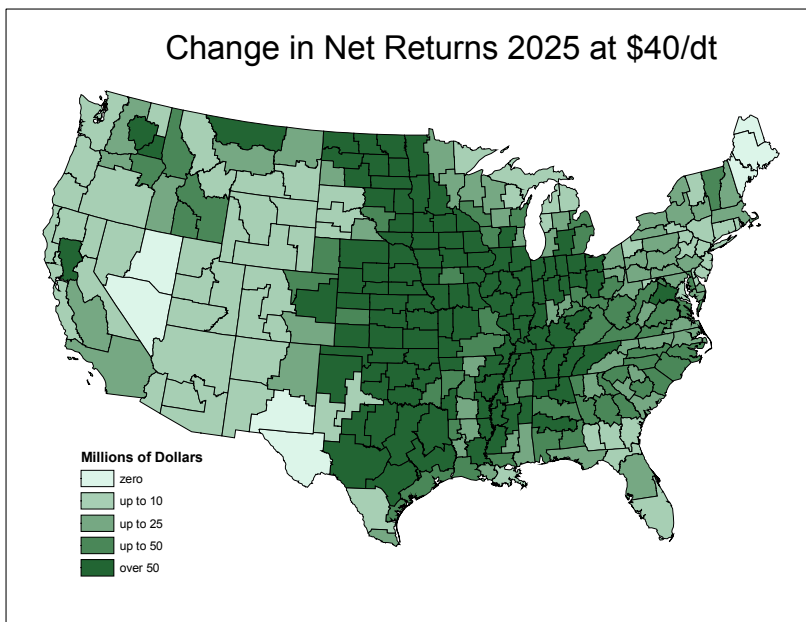 Change in Net Returns 2025 at $40/dt
Millions of Dollars
zero
up to 10
up to 25
up to 50
over 50